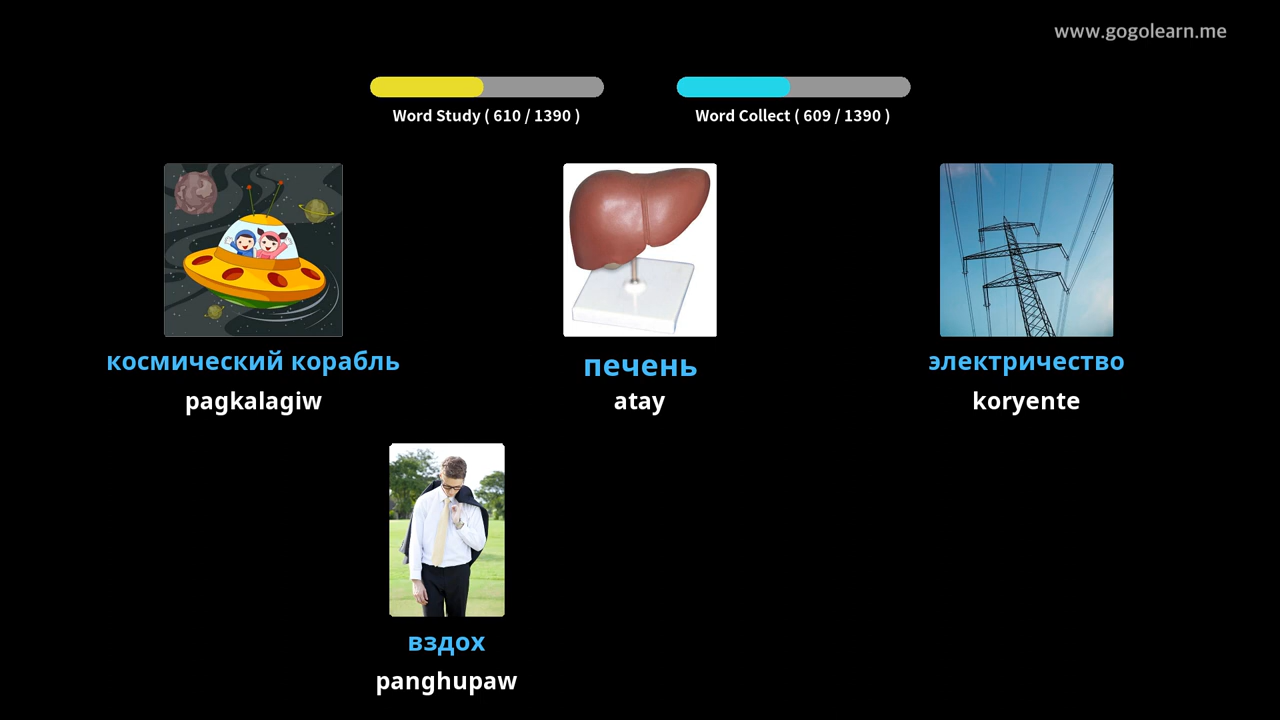 www.gogolearn.me
Word Study ( 610 / 1390 )
Word Collect ( 609 / 1390 )
космический корабль
pagkalagiw
печень
atay
электричество
koryente
вздох
panghupaw